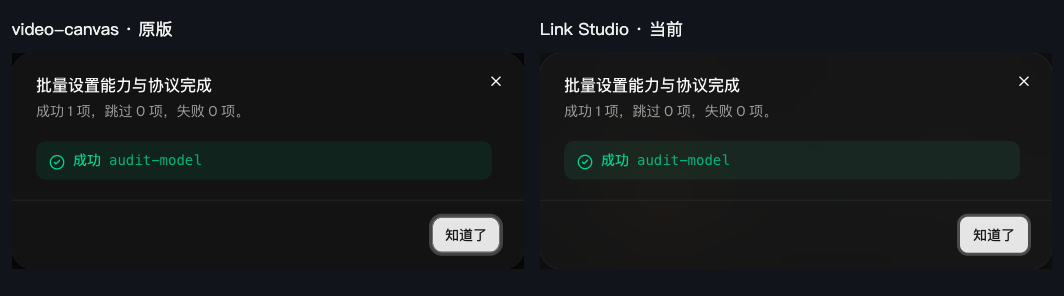 video-canvas · 原版
批量设置能力与协议完成
成功 1 项，跳过 0 项，失败 0 项。
成功 audit-model
知道了
Link Studio · 当前
批量设置能力与协议完成
成功 1 项，跳过 0 项，失败 0 项。
成功 audit-model
知道了